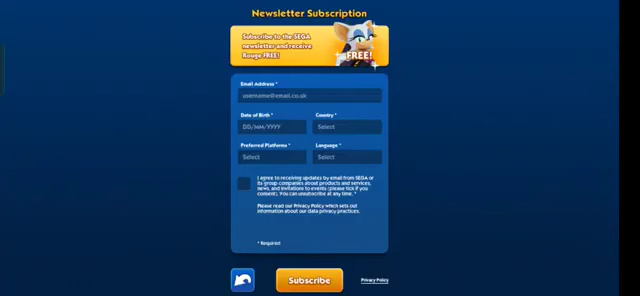 Newsletter Subscription
Subscribe to the SEGA
newsletter and receive
Rouge FREE!
FREE!
Email Address *
username@email.co.uk
Date of Birth *
Country *
DD/MM/YYYY
Select
Preferred Platforms *
Language *
Select
Select
I agree to receiving updates by email from SEGA or
its group companies about products and services,
news, and invitations to events (please tick if you
consent). You can unsubscribe at any time. *
Please read our Privacy Policy which sets out
information about our data privacy practices.
* Required
Subscribe
Privacy Policy